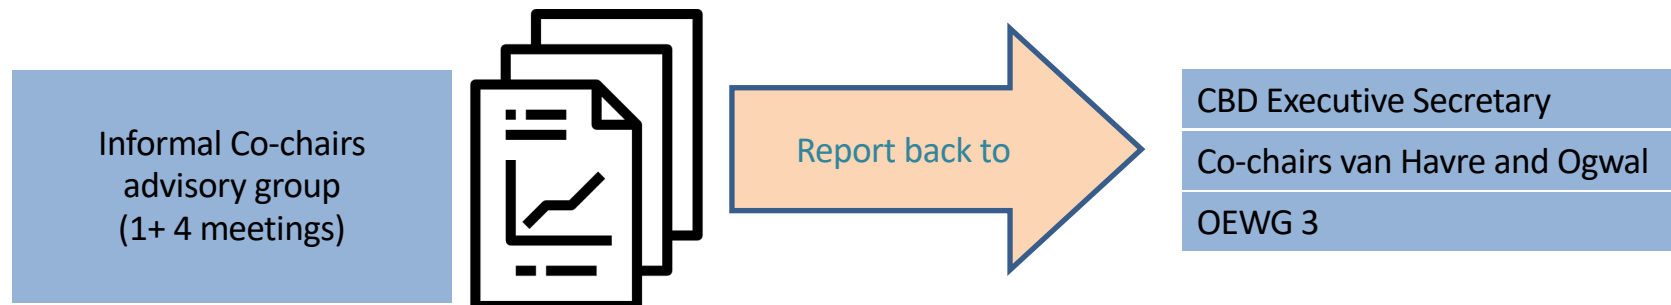 Informal Co-chairs
advisory group
(1+ 4 meetings)
Report back to
CBD Executive Secretary
Co-chairs van Havre and Ogwal
OEWG 3